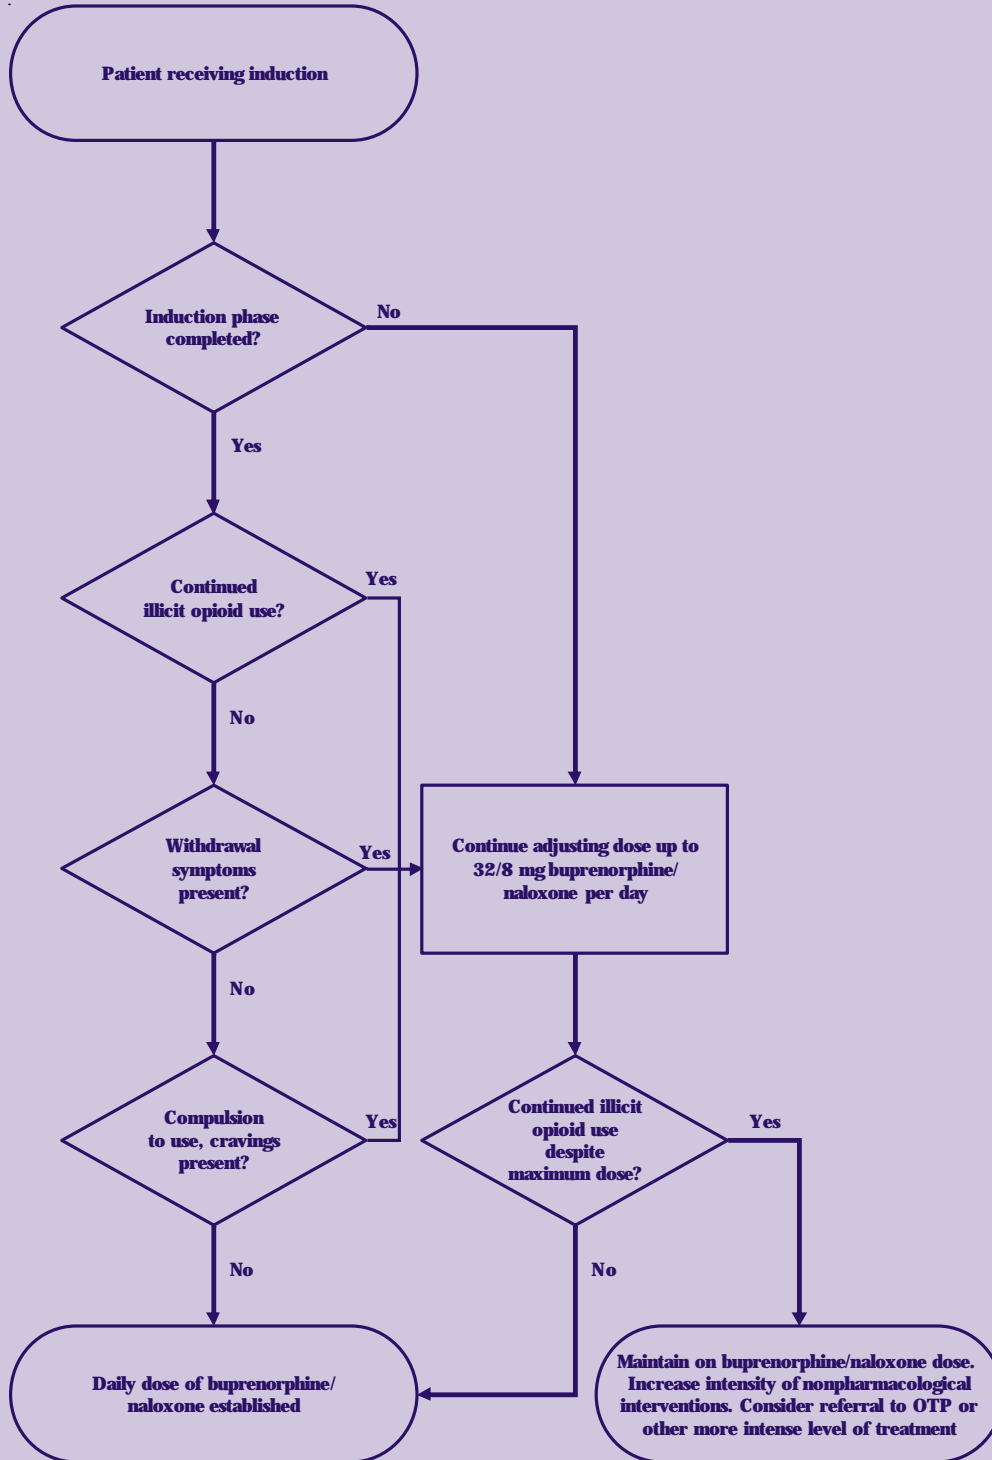 Patient receiving induction
Induction phase
completed?
No
Yes
Continued
illicit opioid use?
Yes
No
Withdrawal
symptoms
present?
Yes
Continue adjusting dose up to
32/8 mg buprenorphine/
naloxone per day
No
Compulsion
to use, cravings
present?
Yes
Continued illicit
opioid use
despite
maximum dose?
Yes
No
No
Daily dose of buprenorphine/
naloxone established
Maintain on buprenorphine/naloxone dose.
Increase intensity of nonpharmacological
interventions. Consider referral to OTP or
other more intense level of treatment